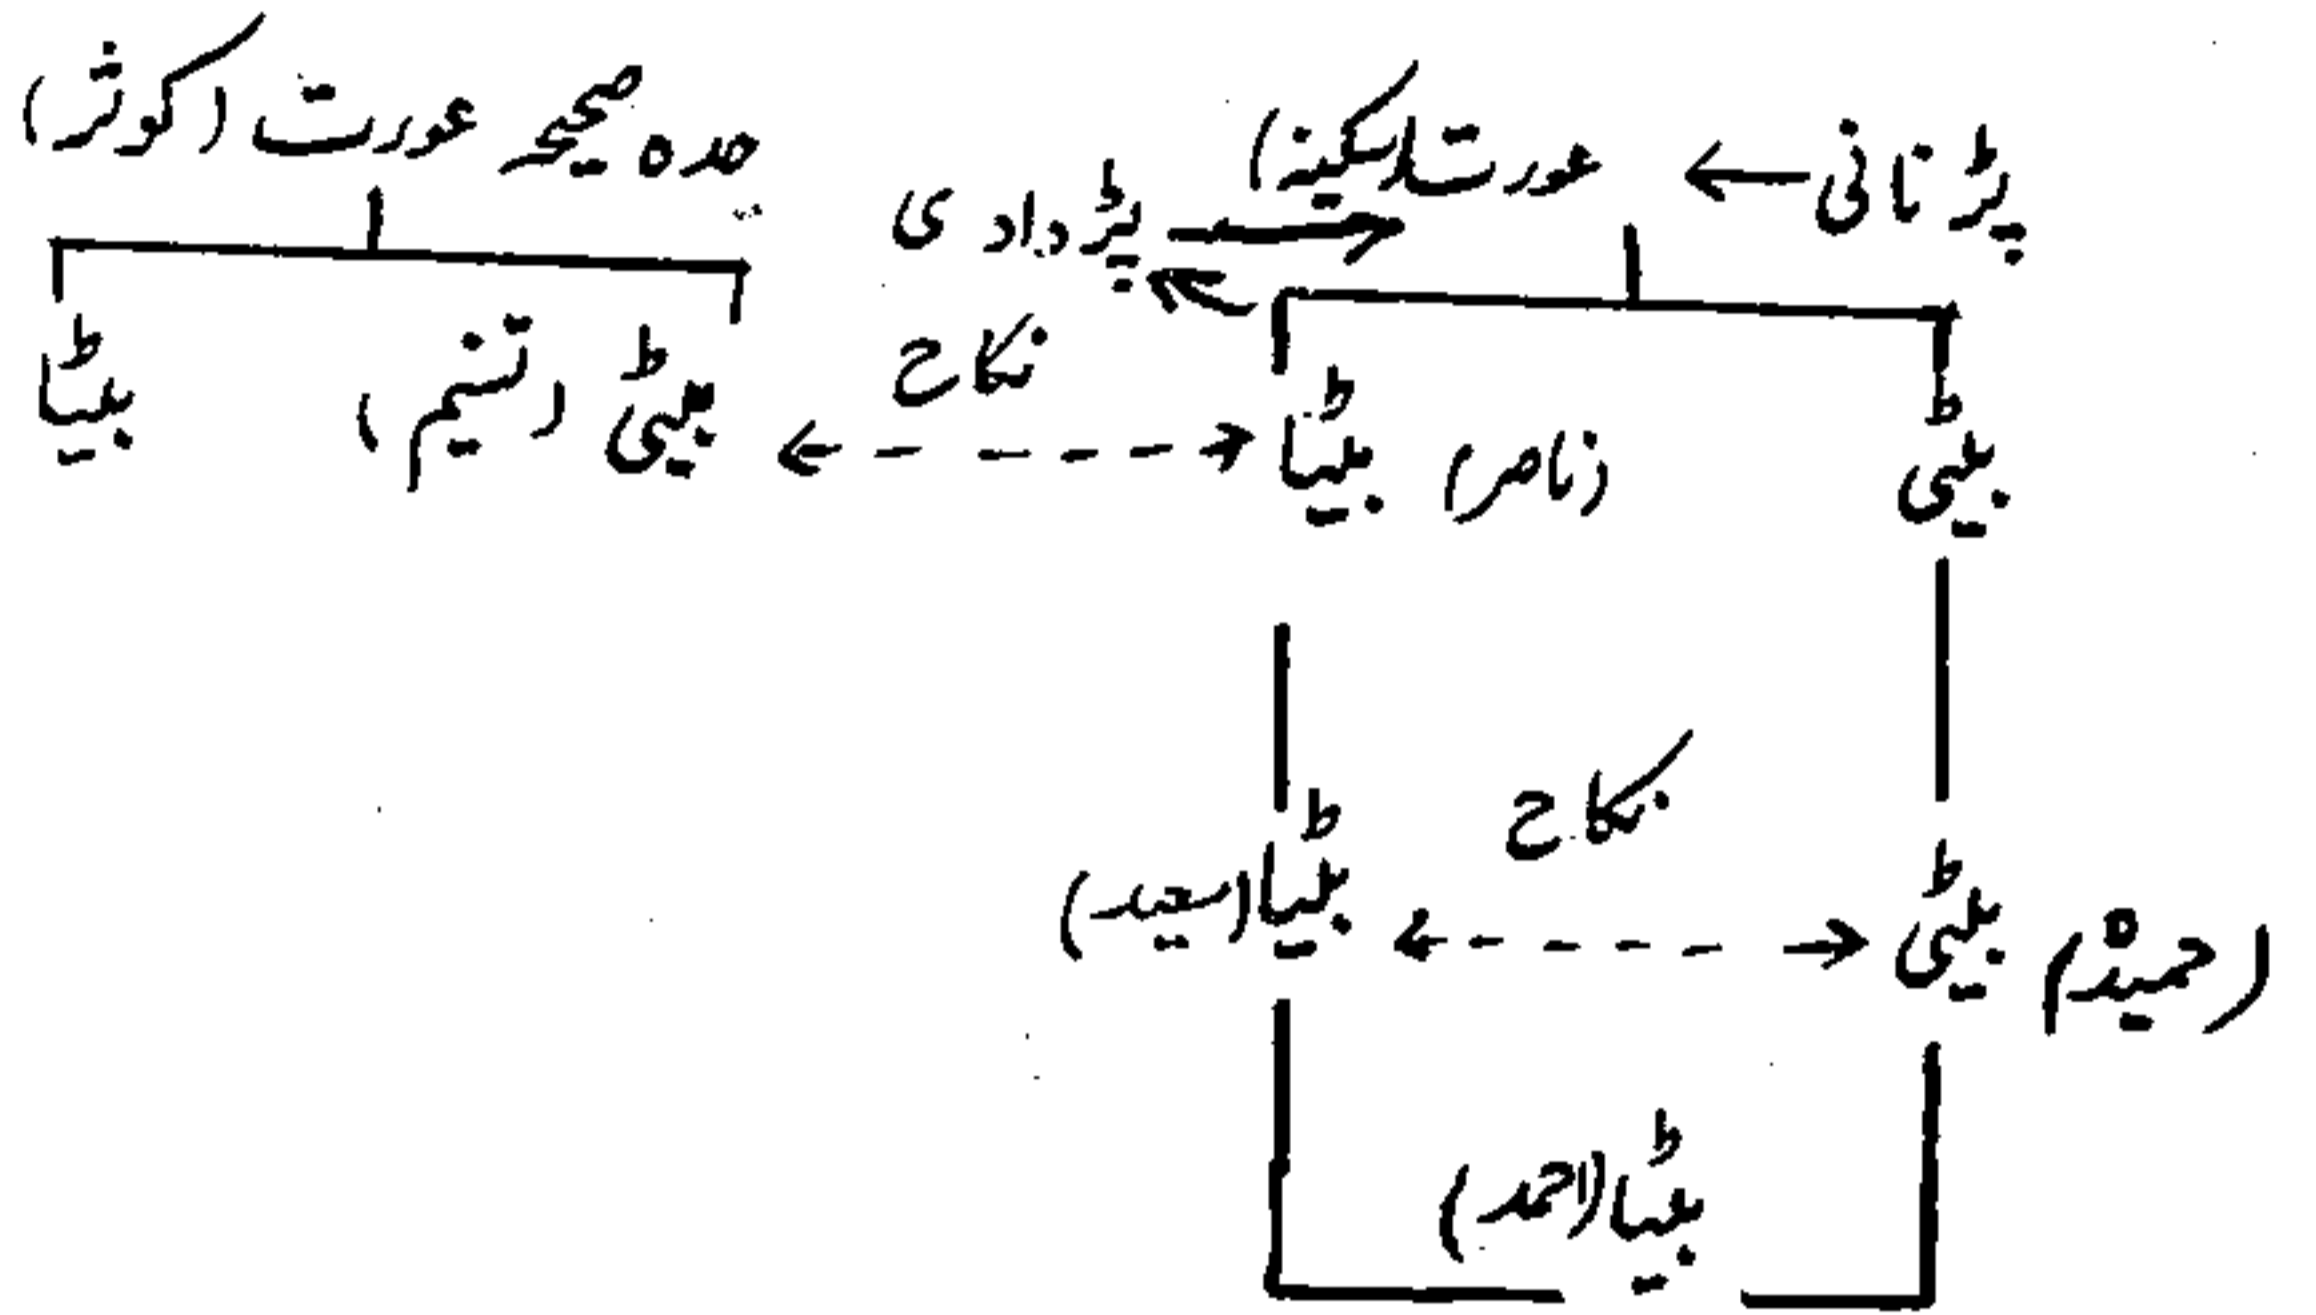 پڑنانی ← عورت (سکینہ) پڑدادی جدہ صحیحہ عورت (کوثر)
بیٹی بیٹا (ناصر) نکاح بیٹی (تسنیم) بیٹا
(حمیدہ) بیٹی نکاح بیٹا (سعید)
بیٹا (احمد)